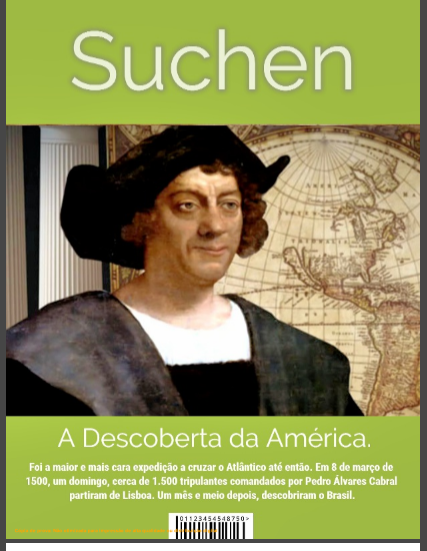 Suchen
A Descoberta da América.
Foi a maior e mais cara expedição a cruzar o Atlântico até então. Em 8 de março de
1500, um domingo, cerca de 1.500 tripulantes comandados por Pedro Álvares Cabral
partiram de Lisboa. Um mês e meio depois, descobriram o Brasil.
01123454548750>